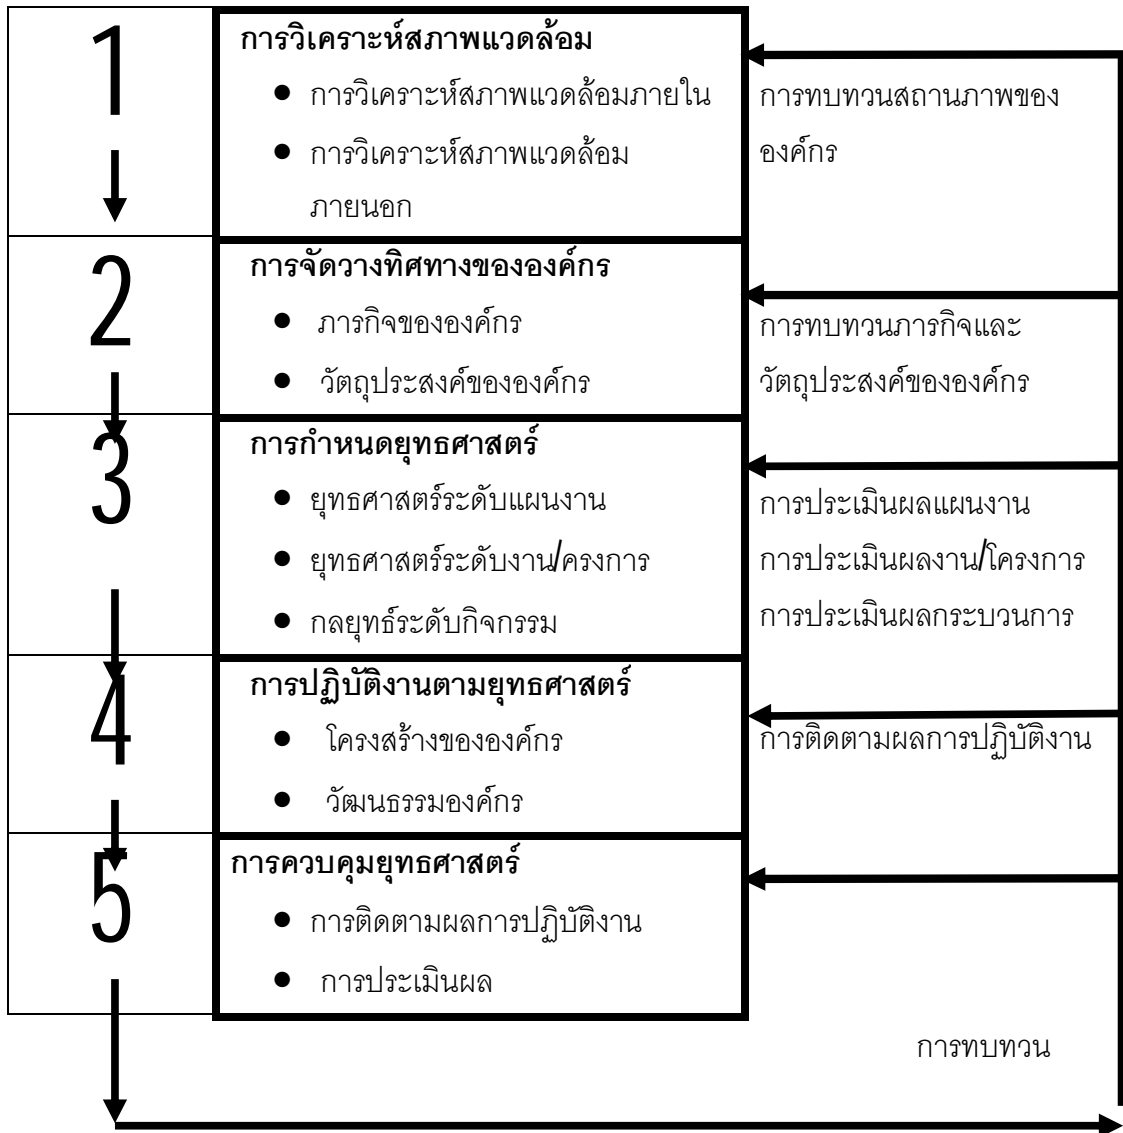 1
การวิเคราะห์สภาพแวดล้อม
● การวิเคราะห์สภาพแวดล้อมภายใน
● การวิเคราะห์สภาพแวดล้อม
ภายนอก
การทบทวนสถานภาพของ
องค์กร
2
การจัดวางทิศทางขององค์กร
● ภารกิจขององค์กร
● วัตถุประสงค์ขององค์กร
การทบทวนภารกิจและ
วัตถุประสงค์ขององค์กร
3
การกำหนดยุทธศาสตร์
● ยุทธศาสตร์ระดับแผนงาน
● ยุทธศาสตร์ระดับงาน/ครงการ
● กลยุทธ์ระดับกิจกรรม
การประเมินผลแผนงาน
การประเมินผลงาน/โครงการ
การประเมินผลกระบวนการ
4
การปฏิบัติงานตามยุทธศาสตร์
● โครงสร้างขององค์กร
● วัฒนธรรมองค์กร
การติดตามผลการปฏิบัติงาน
5
การควบคุมยุทธศาสตร์
● การติดตามผลการปฏิบัติงาน
● การประเมินผล
การทบทวน